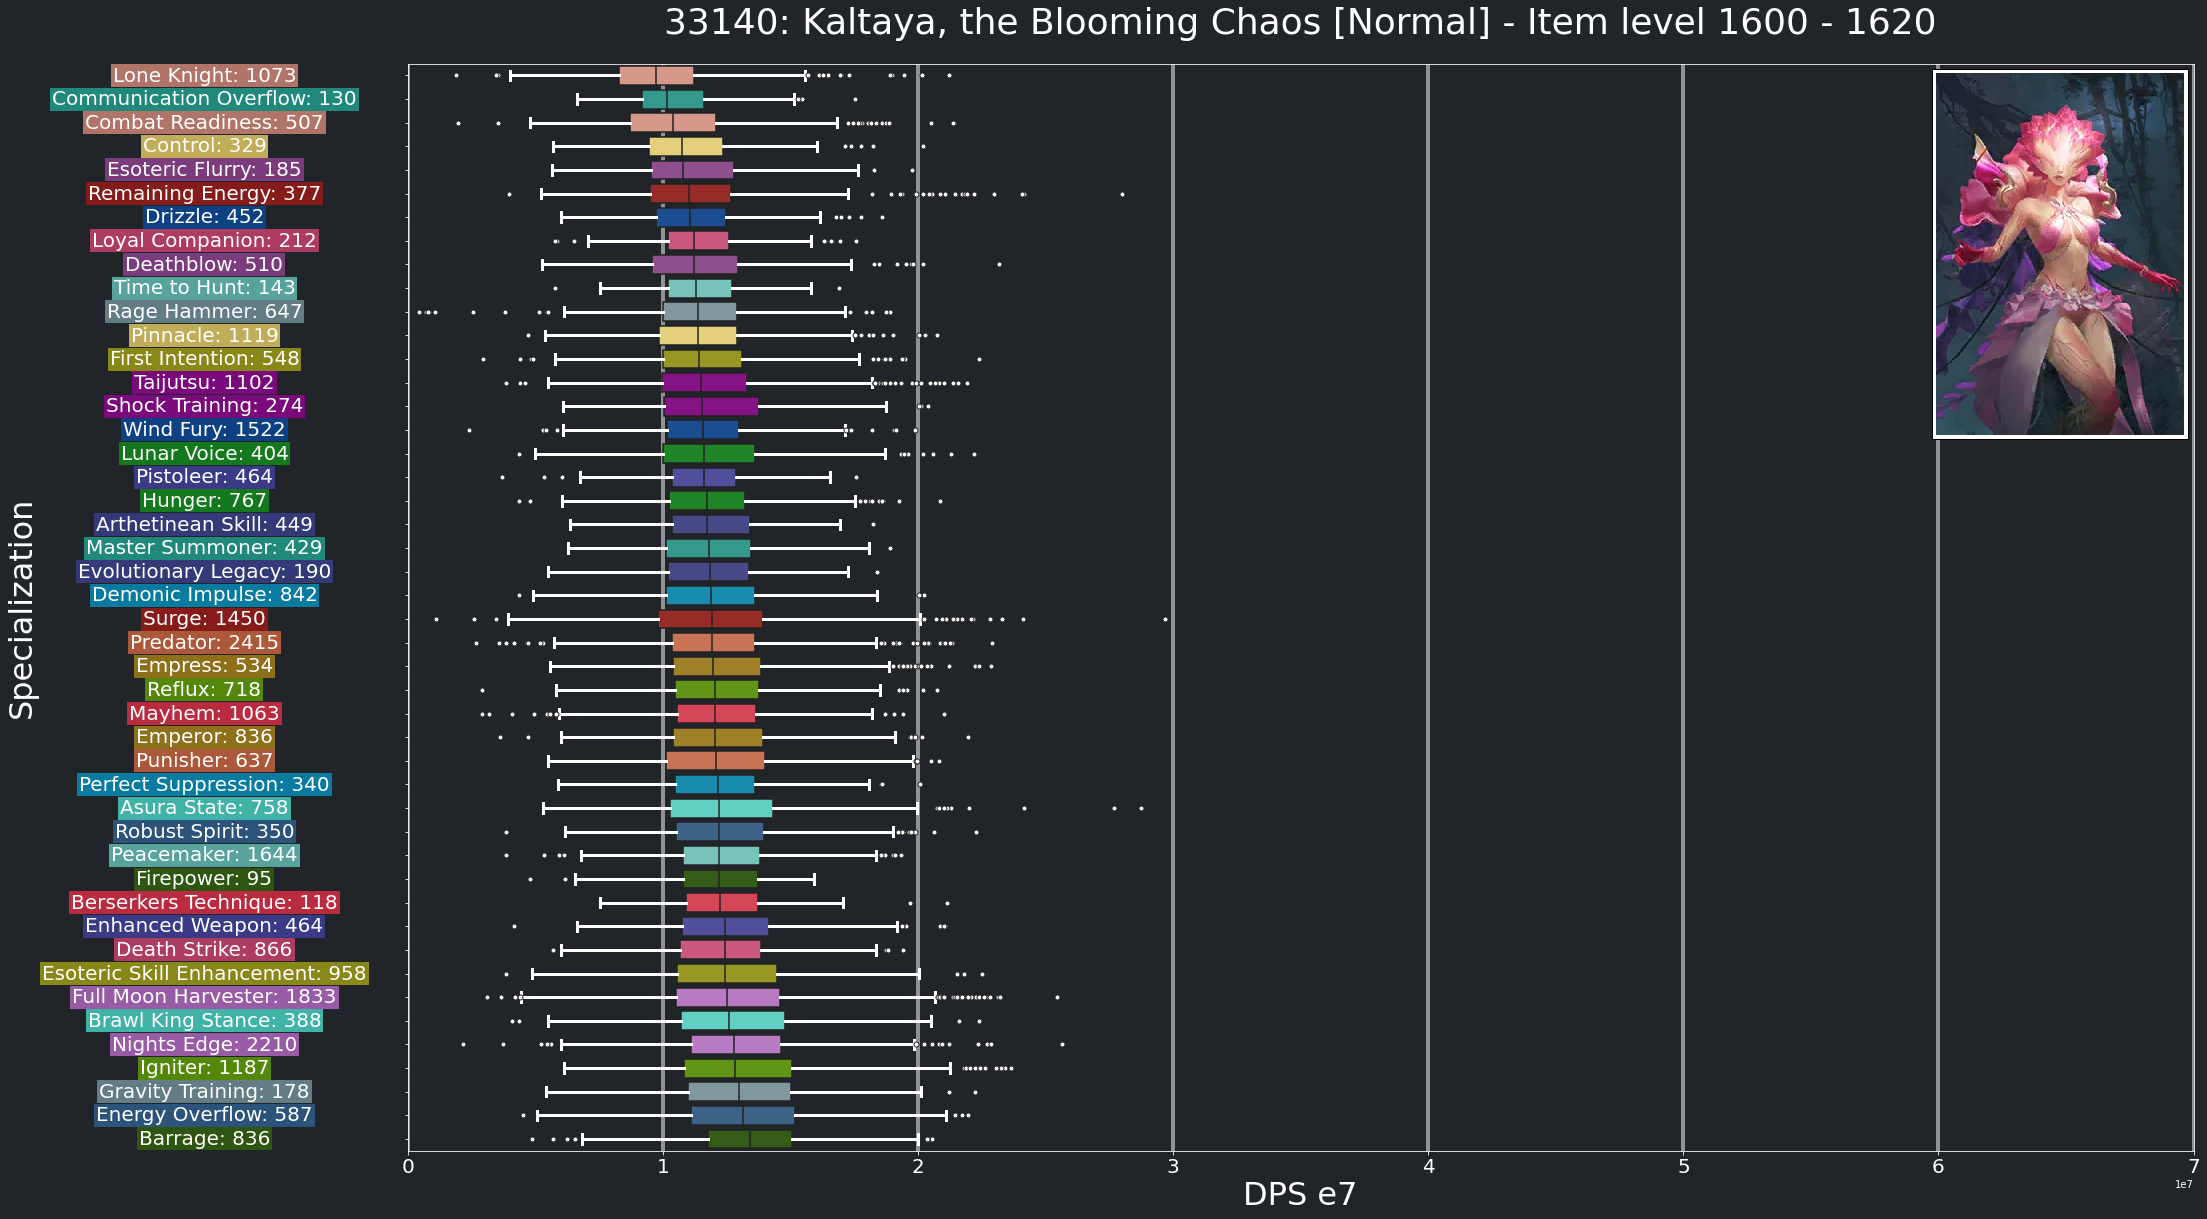 33140: Kaltaya, the Blooming Chaos [Normal] - Item level 1600 - 1620
Lone Knight: 1073
Communication Overflow: 130
Combat Readiness: 507
Control: 329
Esoteric Flurry: 185
Remaining Energy: 377
Drizzle: 452
Loyal Companion: 212
Deathblow: 510
Time to Hunt: 143
Rage Hammer: 647
Pinnacle: 1119
First Intention: 548
Taijutsu: 1102
Shock Training: 274
Wind Fury: 1522
Lunar Voice: 404
Pistoleer: 464
Hunger: 767
Arthetinean Skill: 449
Master Summoner: 429
Evolutionary Legacy: 190
Demonic Impulse: 842
Surge: 1450
Predator: 2415
Empress: 534
Reflux: 718
Mayhem: 1063
Emperor: 836
Punisher: 637
Perfect Suppression: 340
Asura State: 758
Robust Spirit: 350
Peacemaker: 1644
Firepower: 95
Berserkers Technique: 118
Enhanced Weapon: 464
Death Strike: 866
Esoteric Skill Enhancement: 958
Full Moon Harvester: 1833
Brawl King Stance: 388
Nights Edge: 2210
Igniter: 1187
Gravity Training: 178
Energy Overflow: 587
Barrage: 836
Specialization
0 1 2 3 4 5 6 7
1e7
DPS e7